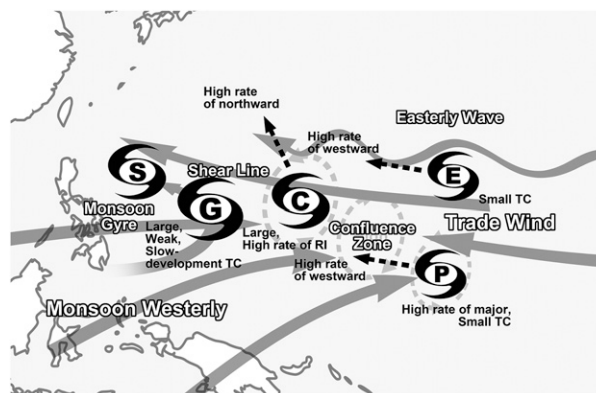 High rate
of northward
Easterly Wave
High rate
of westward
S
Shear Line
E
G
C
Small TC
Monsoon
Gyre
Large,
Weak,
Slow-
development TC
Large,
High rate of RI
Confluence
Zone
Trade Wind
High rate
of westward
P
Monsoon Westerly
High rate of major,
Small TC